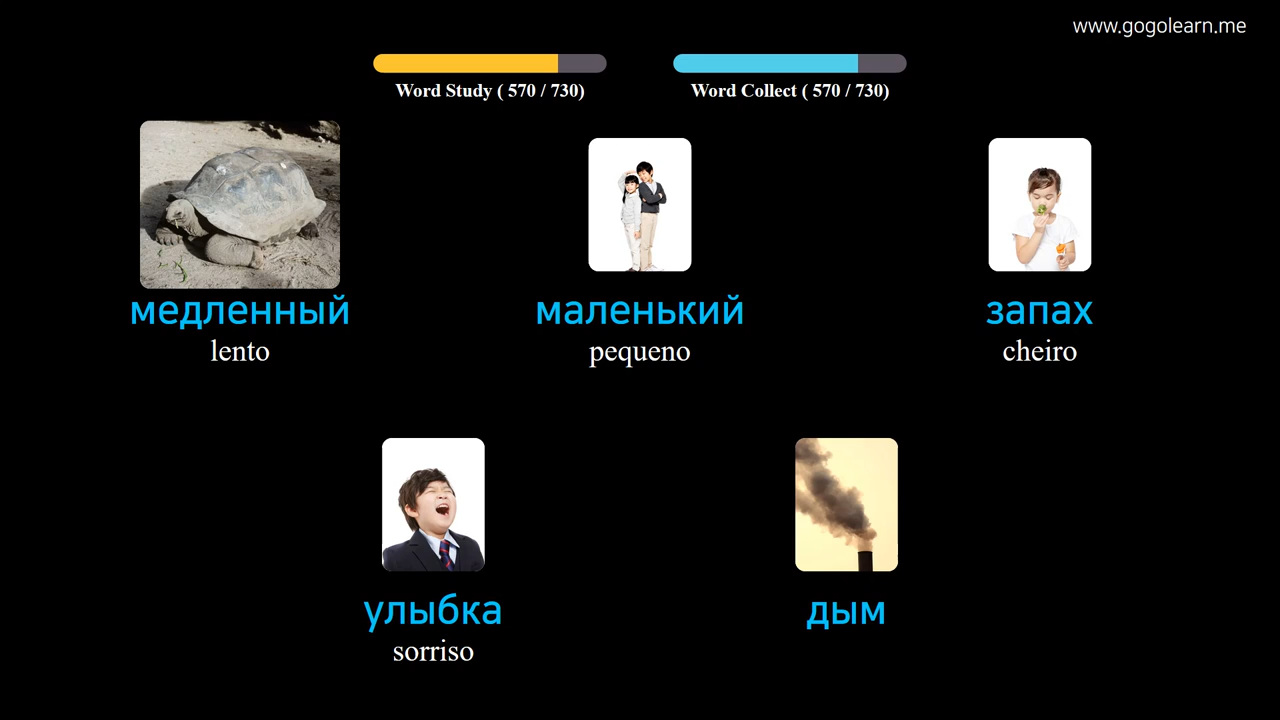 www.gogolearn.me
Word Study ( 570 / 730)
Word Collect ( 570 / 730)
медленный
lento
маленький
pequeno
запах
cheiro
улыбка
sorriso
дым